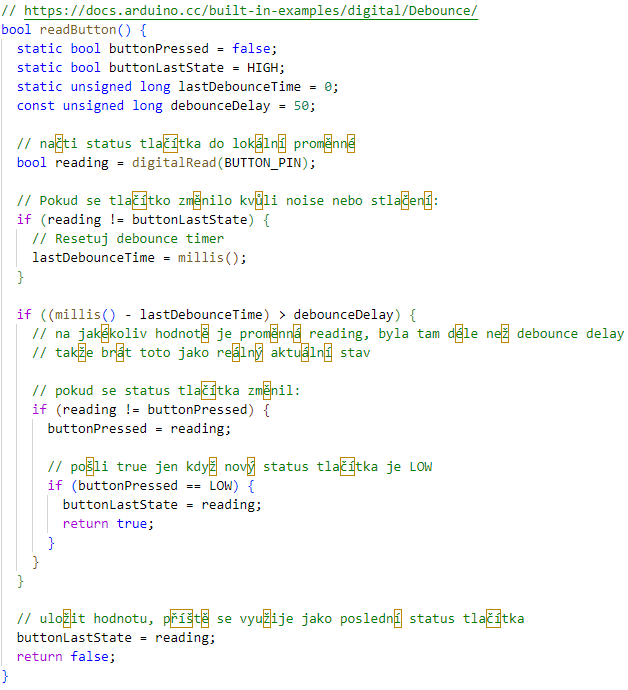 // https://docs.arduino.cc/built-in-examples/digital/Debounce/
bool readButton() {
  static bool buttonPressed = false;
  static bool buttonLastState = HIGH;
  static unsigned long lastDebounceTime = 0;
  const unsigned long debounceDelay = 50;

  // načti status tlačítka do lokální proměnné
  bool reading = digitalRead(BUTTON_PIN);

  // Pokud se tlačítko změnilo kvůli noise nebo stlačení:
  if (reading != buttonLastState) {
    // Resetuj debounce timer
    lastDebounceTime = millis();
  }

  if ((millis() - lastDebounceTime) > debounceDelay) {
    // na jakékoliv hodnotě je proměnná reading, byla tam déle než debounce delay
    // takže brát toto jako reálný aktuální stav

    // pokud se status tlačítka změnil:
    if (reading != buttonPressed) {
      buttonPressed = reading;

      // pošli true jen když nový status tlačítka je LOW
      if (buttonPressed == LOW) {
        buttonLastState = reading;
        return true;
      }
    }
  }

  // uložit hodnotu, příště se využije jako poslední status tlačítka
  buttonLastState = reading;
  return false;
}